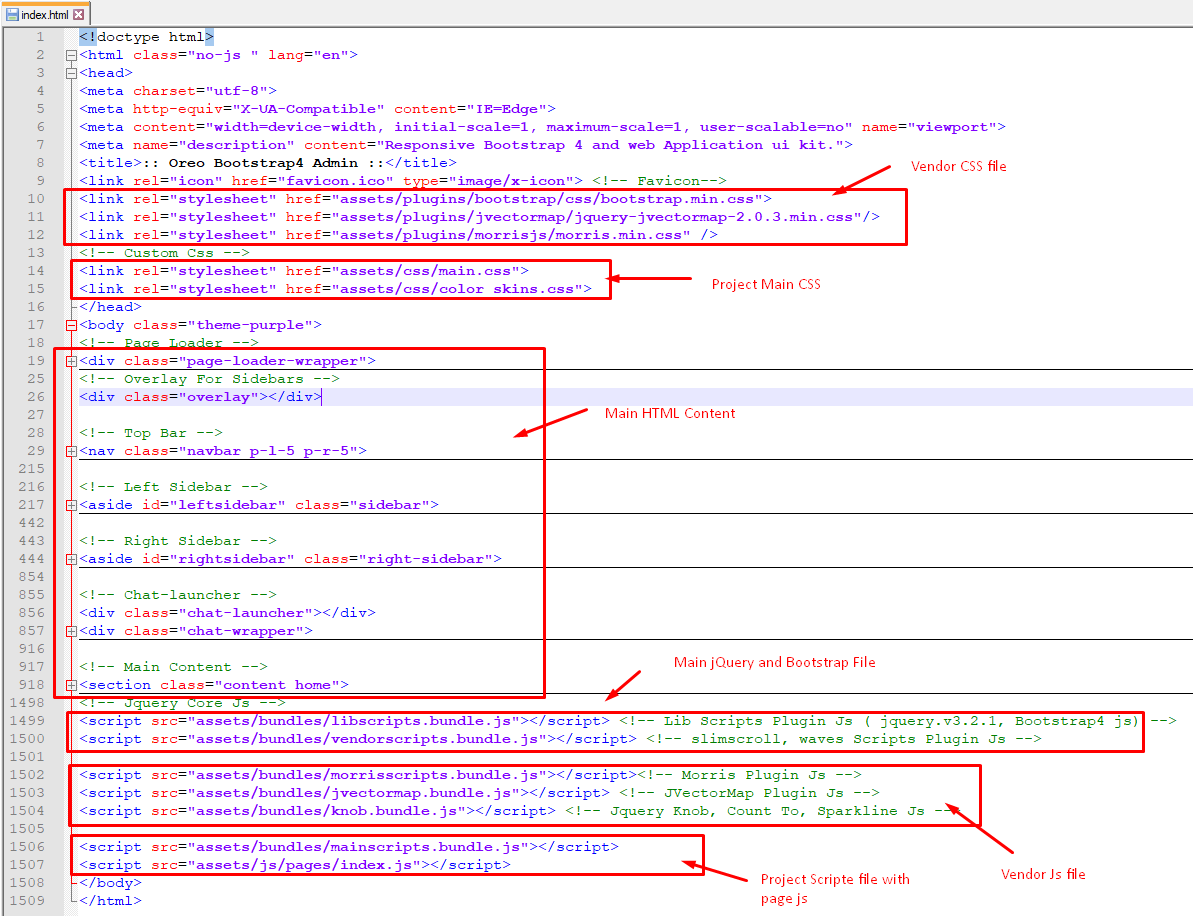 index.html
1 <!doctype html>
2 <html class="no-js " lang="en">
3 <head>
4 <meta charset="utf-8">
5 <meta http-equiv="X-UA-Compatible" content="IE=Edge">
6 <meta content="width=device-width, initial-scale=1, maximum-scale=1, user-scalable=no" name="viewport">
7 <meta name="description" content="Responsive Bootstrap 4 and web Application ui kit.">
8 <title>:: Oreo Bootstrap4 Admin ::</title>
Vendor CSS file
9 <link rel="icon" href="favicon.ico" type="image/x-icon"> <!-- Favicon-->
10 <link rel="stylesheet" href="assets/plugins/bootstrap/css/bootstrap.min.css">
11 <link rel="stylesheet" href="assets/plugins/jvectormap/jquery-jvectormap-2.0.3.min.css"/>
12 <link rel="stylesheet" href="assets/plugins/morrisjs/morris.min.css" />
13 <!-- Custom Css -->
14 <link rel="stylesheet" href="assets/css/main.css">
Project Main CSS
15 <link rel="stylesheet" href="assets/css/color skins.css">
16 </head>
17 <body class="theme-purple">
18 <!-- Page Loader -->
19 <div class="page-loader-wrapper">
25 <!-- Overlay For Sidebars -->
26 <div class="overlay"></div>
Main HTML Content
27
28 <!-- Top Bar -->
29 <nav class="navbar p-l-5 p-r-5">
215
216 <!-- Left Sidebar -->
217 <aside id="leftsidebar" class="sidebar">
442
443 <!-- Right Sidebar -->
444 <aside id="rightsidebar" class="right-sidebar">
854
855 <!-- Chat-launcher -->
856 <div class="chat-launcher"></div>
857 <div class="chat-wrapper">
916
917 <!-- Main Content -->
Main jQuery and Bootstrap File
918 <section class="content home">
1498 <!-- Jquery Core Js -->
1499 <script src="assets/bundles/libscripts.bundle.js"></script> <!-- Lib Scripts Plugin Js ( jquery.v3.2.1, Bootstrap4 js) -->
1500 <script src="assets/bundles/vendorscripts.bundle.js"></script> <!-- slimscroll, waves Scripts Plugin Js -->
1501
1502 <script src="assets/bundles/morrisscripts.bundle.js"></script><!-- Morris Plugin Js -->
1503 <script src="assets/bundles/jvectormap.bundle.js"></script> <!-- JVectorMap Plugin Js -->
1504 <script src="assets/bundles/knob.bundle.js"></script> <!-- Jquery Knob, Count To, Sparkline Js -->
1505
1506 <script src="assets/bundles/mainscripts.bundle.js"></script>
1507 <script src="assets/js/pages/index.js"></script>
Vendor Js file
Project Scripte file with
page js
1508 </body>
1509 </html>